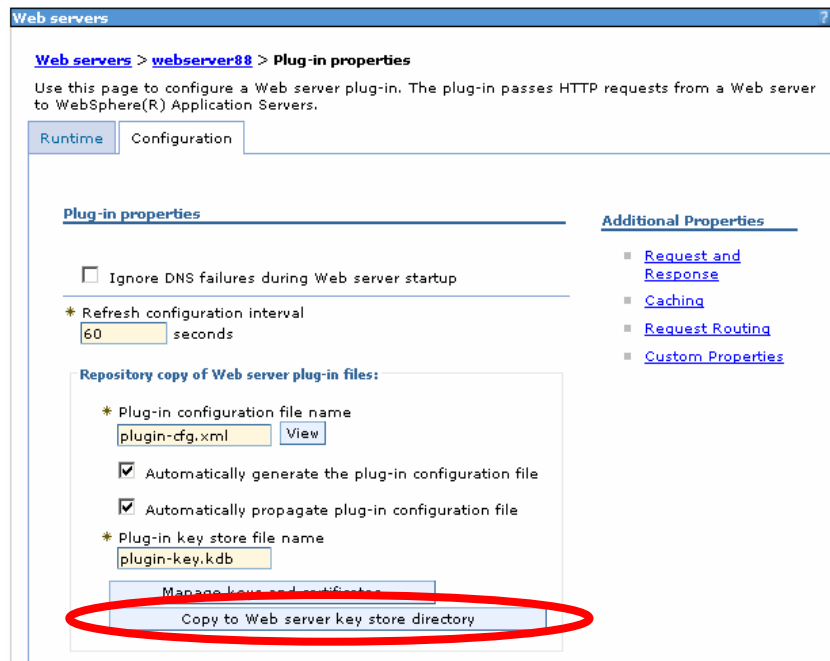 Web servers
?
Web servers > webserver88 > Plug-in properties
Use this page to configure a Web server plug-in. The plug-in passes HTTP requests from a Web server
to WebSphere(R) Application Servers.
Runtime
Configuration
Plug-in properties
Ignore DNS failures during Web server startup
* Refresh configuration interval
60 seconds
Repository copy of Web server plug-in files:
* Plug-in configuration file name
plugin-cfg.xml View
Automatically generate the plug-in configuration file
Automatically propagate plug-in configuration file
* Plug-in key store file name
plugin-key.kdb
Manage keys and certificates
Copy to Web server key store directory
Additional Properties
Request and
Response
Caching
Request Routing
Custom Properties